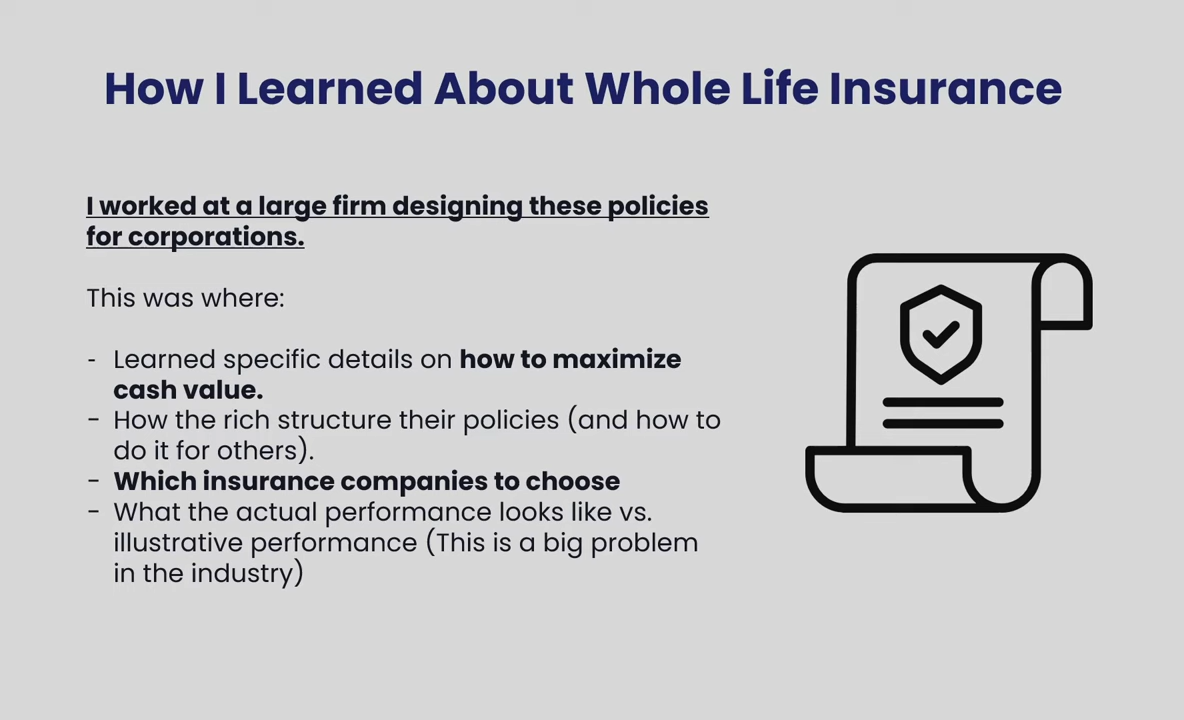 How I Learned About Whole Life Insurance
I worked at a large firm designing these policies
for corporations.
This was where:
- Learned specific details on how to maximize
cash value.
- How the rich structure their policies (and how to
do it for others).
- Which insurance companies to choose
- What the actual performance looks like vs.
illustrative performance (This is a big problem
in the industry)